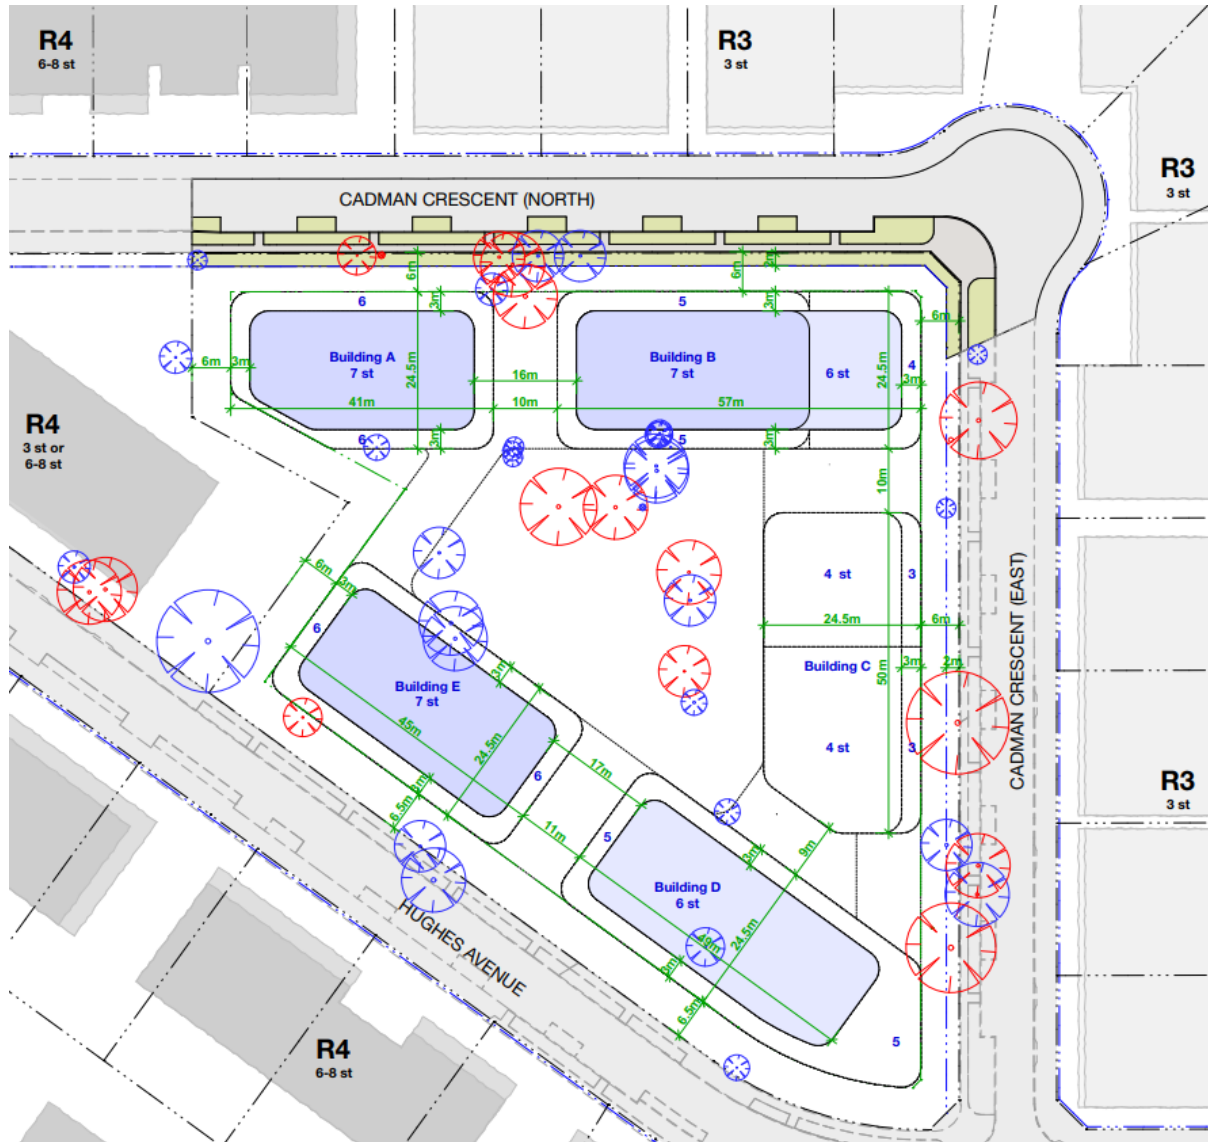 R4
6-8 st
R3
3 st
R3
3 st
CADMAN CRESCENT (NORTH)
6m
6m
2m
6
3m
5
3m
6m
Building A
7 st
Building B
7 st
6 st
4
6m
3m
24.5m
16m
24.5m
3m
41m
10m
57m
6
3m
5
3m
R4
3 st or
6-8 st
10m
4 st
3
6m
3m
24.5m
6m
CADMAN CRESCENT (EAST)
6
Building C
3m
2m
50m
3m
Building E
7 st
45m
24.5m
4 st
3
6
17m
3m
6.5m
11m
5
3m
9m
R3
3 st
Building D
6 st
24.5m
49m
HUGHES AVENUE
3m
6.5m
5
R4
6-8 st